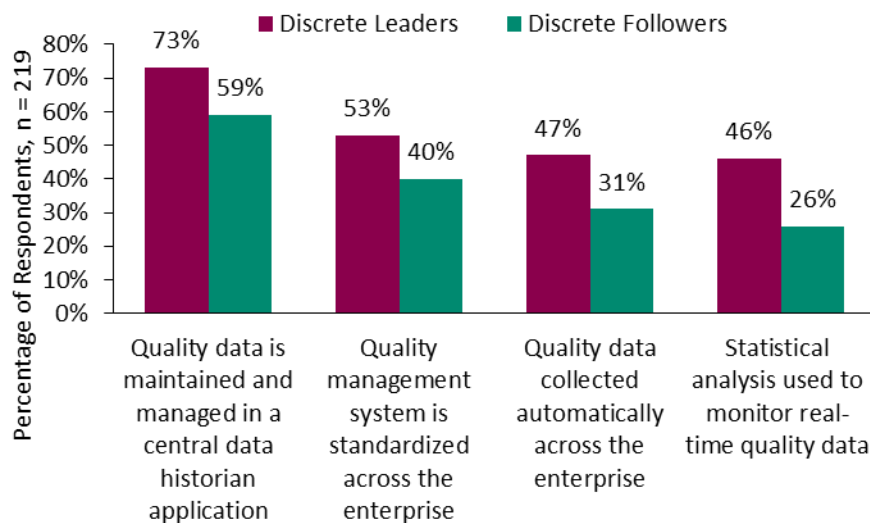 Discrete Leaders
Discrete Followers
Percentage of Respondents, n = 219
80%
70%
60%
50%
40%
30%
20%
10%
0%
73%
59%
53%
40%
47%
31%
46%
26%
Quality data is
maintained and
managed in a
central data
historian
application
Quality
management
system is
standardized
across the
enterprise
Quality data
collected
automatically
across the
enterprise
Statistical
analysis used to
monitor real-
time quality data